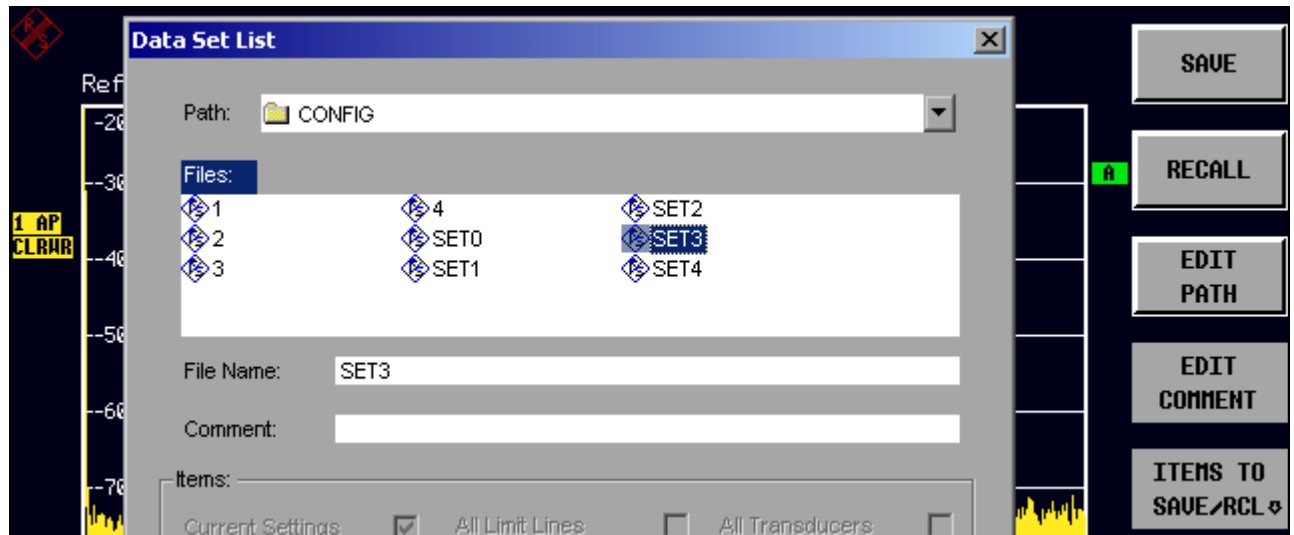 R
S
Data Set List
Ref
Path: CONFIG
-20
--30
--40
--50
--60
--70
1 AP
CLRWR
Files:
1 4 SET2
2 SET0 SET3
3 SET1 SET4
File Name: SET3
Comment:
Items:
Current Settings All Limit Lines All Transducers
A
SAVE
RECALL
EDIT
PATH
EDIT
COMMENT
ITEMS TO
SAVE/RCL